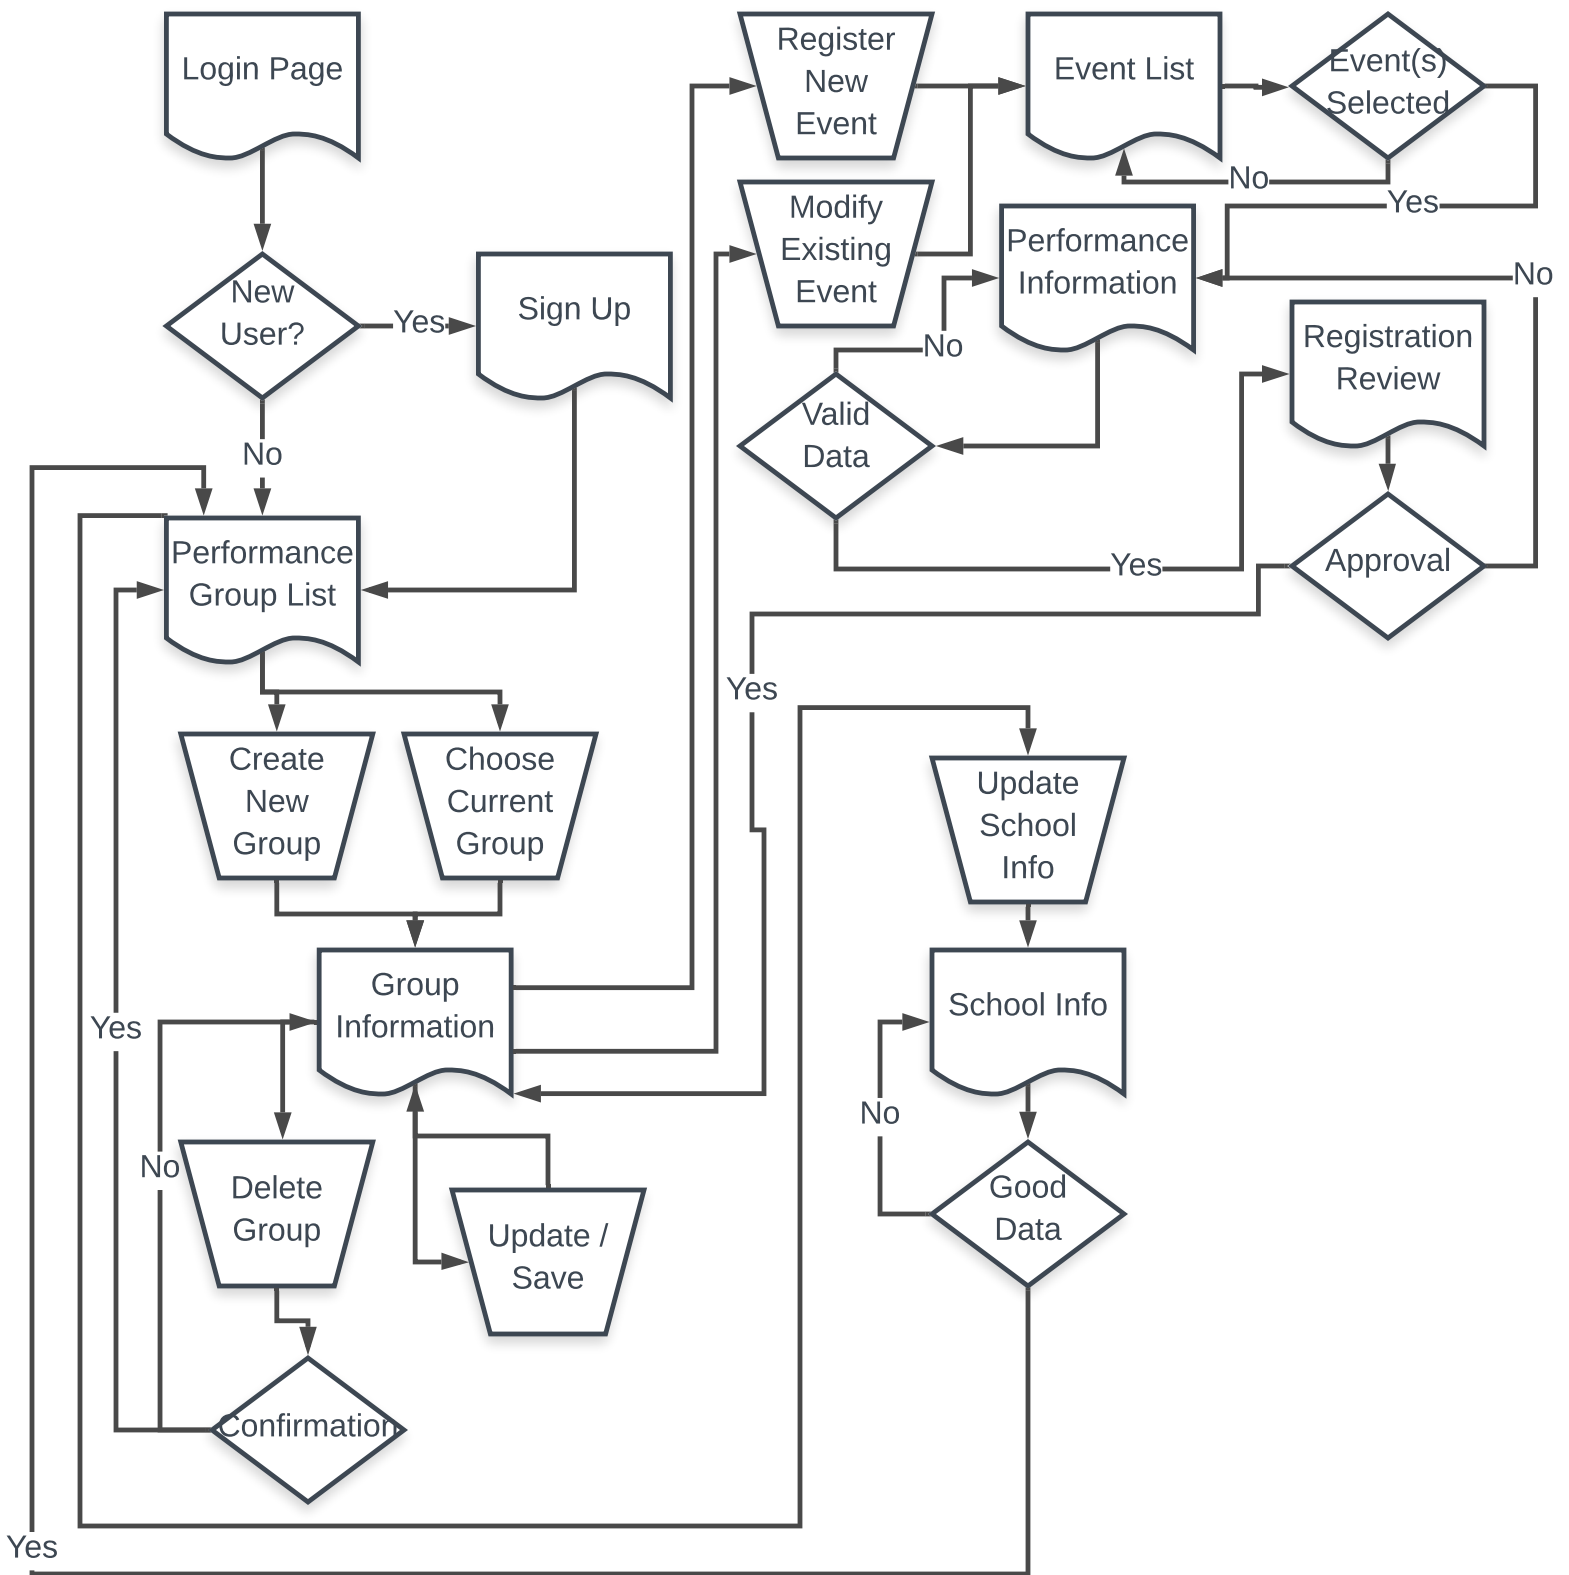 Login Page
Register
New
Event
Event List
Event(s)
Selected
No
Yes
Modify
Existing
Event
Performance
Information
No
New
User?
Yes
Sign Up
No
Registration
Review
Valid
Data
No
Yes
Approval
Performance
Group List
Yes
Create
New
Group
Choose
Current
Group
Update
School
Info
Group
Information
School Info
Yes
No
No
Delete
Group
Update /
Save
Good
Data
Confirmation
Yes